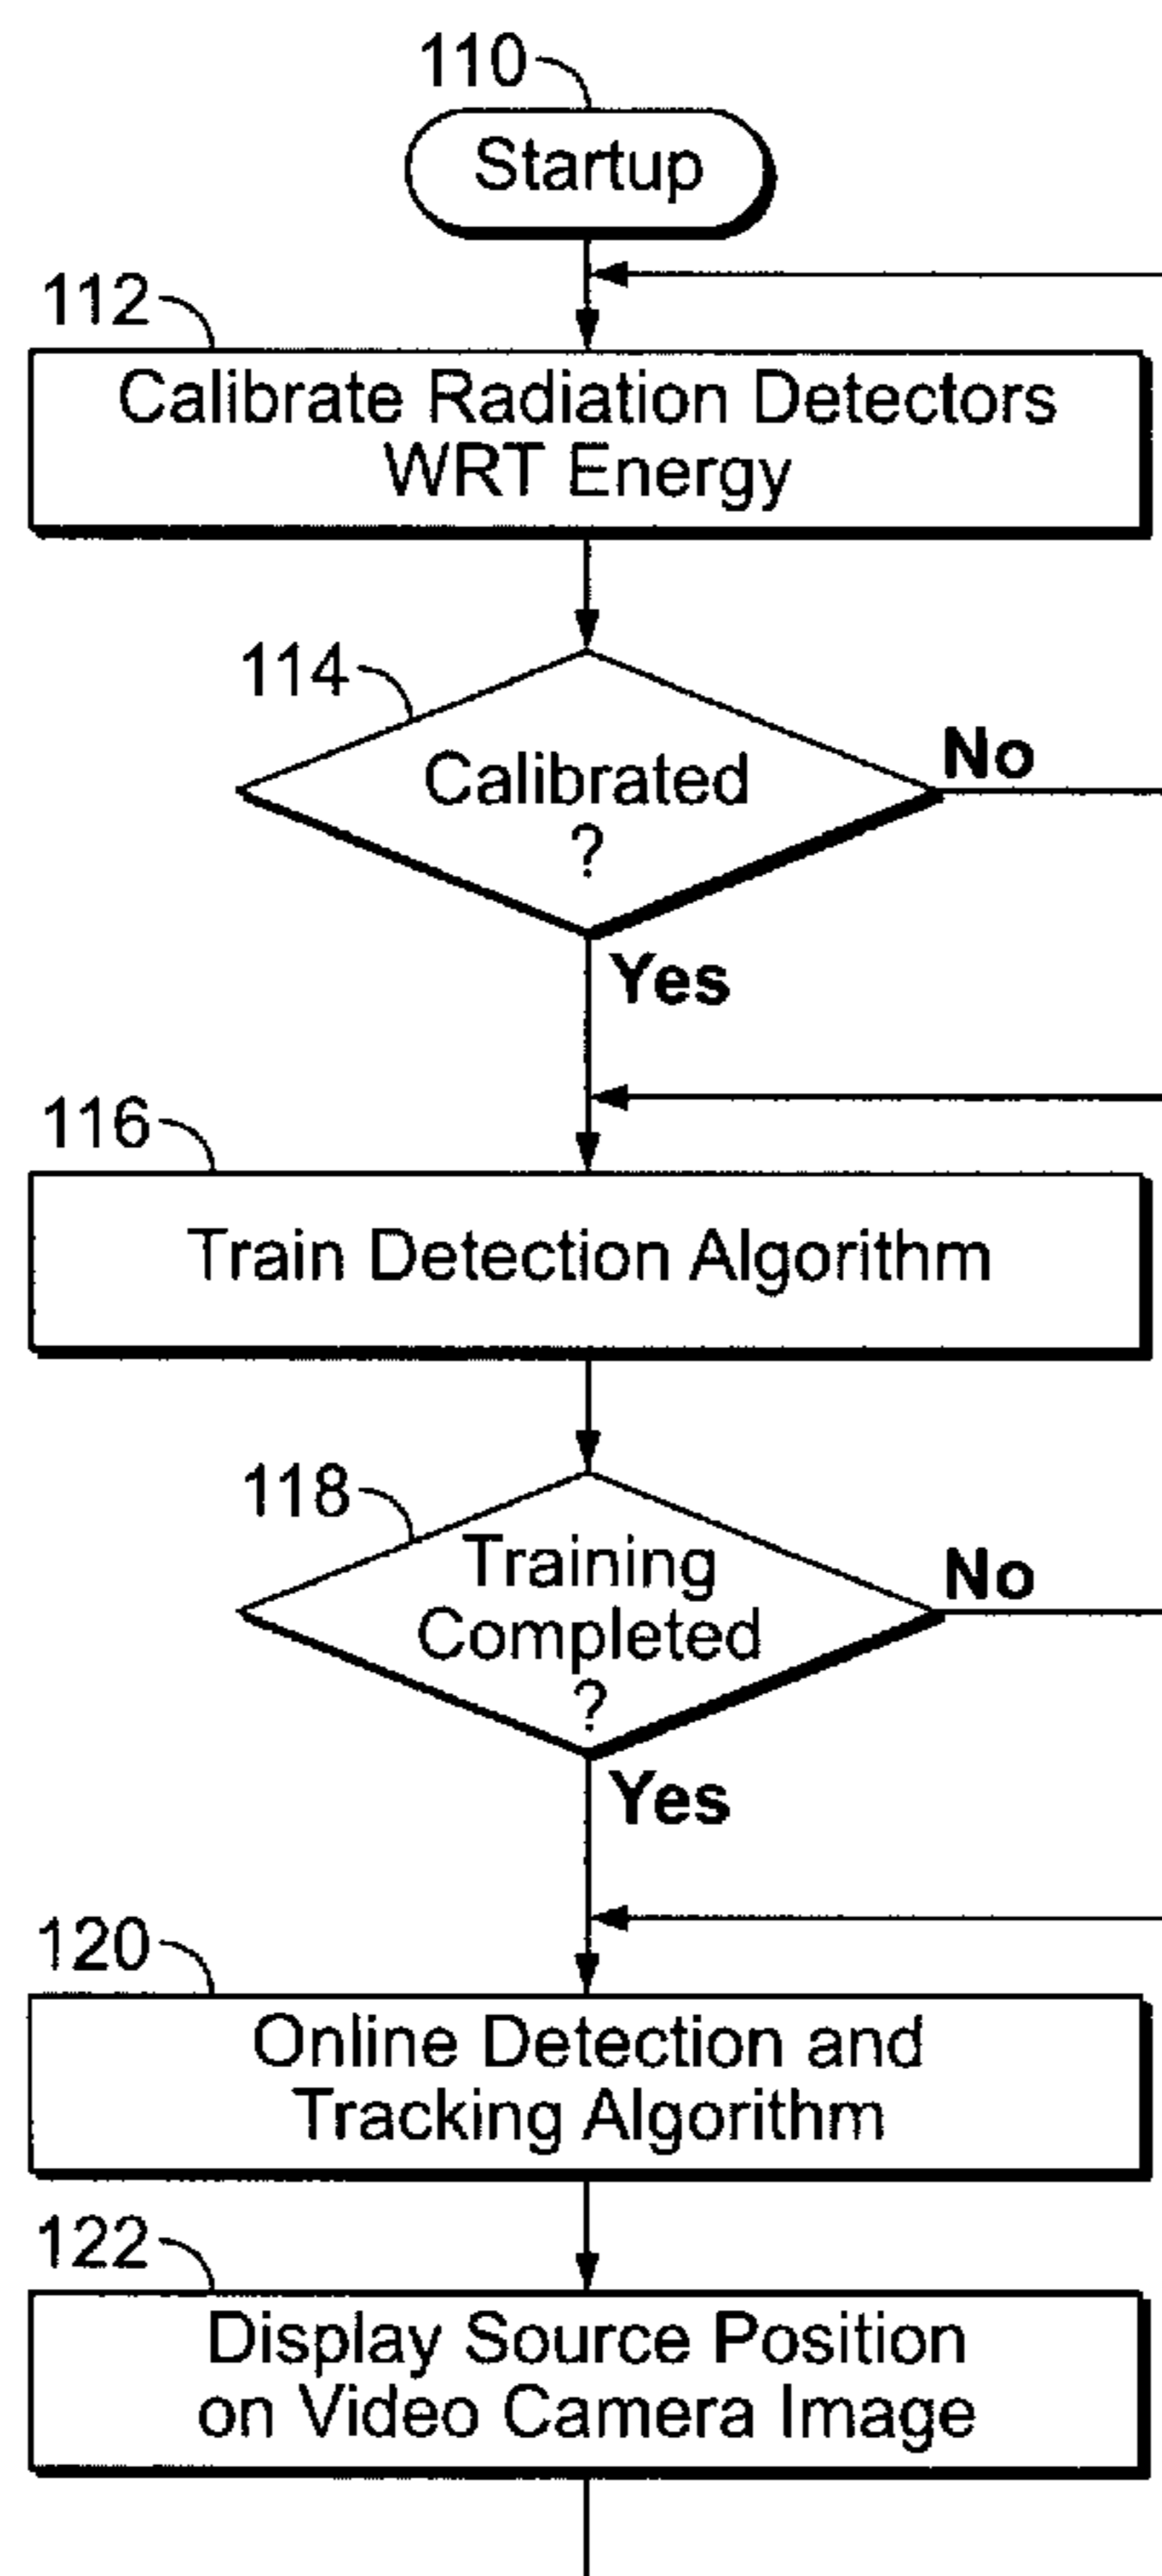 110
Startup
112
Calibrate Radiation Detectors
WRT Energy
114
Calibrated
?
No
Yes
116
Train Detection Algorithm
118
Training
Completed
?
No
Yes
120
Online Detection and
Tracking Algorithm
122
Display Source Position
on Video Camera Image